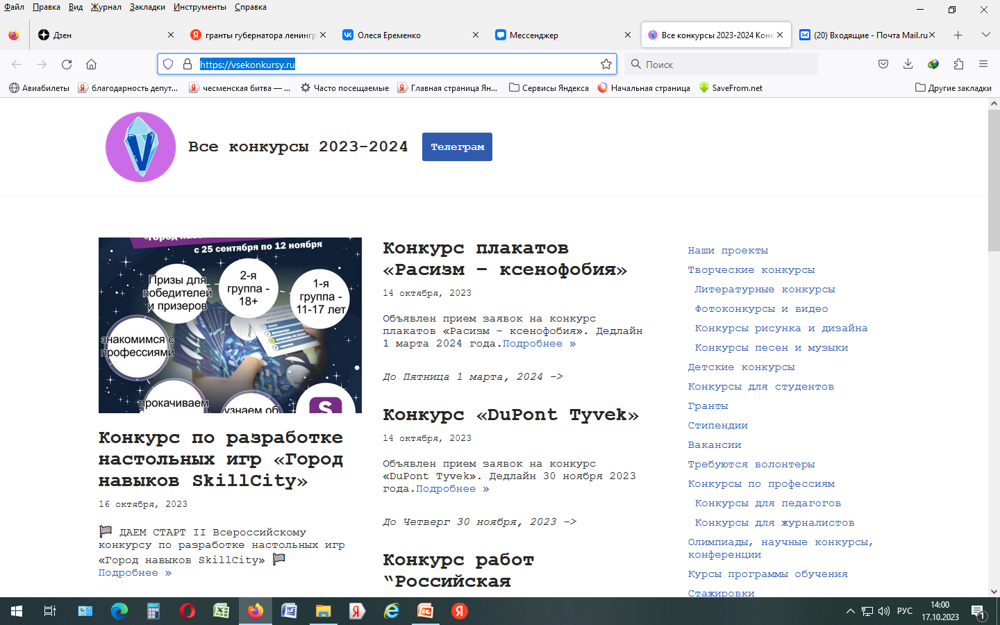 Файл Правка Вид Журнал Закладки Инструменты Справка
Дзен
гранты губернатора ленингр
Олеся Еременко
Мессенджер
Все конкурсы 2023-2024 Конк
(20) Входящие - Почта Mail.ru
https://vsekonkursy.ru
Поиск
Авиабилеты
благодарность депут...
чесменская битва — ...
Часто посещаемые
Главная страница Ян...
Сервисы Яндекса
Начальная страница
SaveFrom.net
Другие закладки
Все конкурсы 2023-2024
Телеграм
с 25 сентября по 12 ноября
Призы для
победителей
и призеров
2-я
группа -
18+
1-я
группа -
11-17 лет
знакомимся с
профессиями
прокачиваем
узнаем об
S
Конкурс по разработке
настольных игр «Город
навыков SkillCity»
16 октября, 2023
ДАЕМ СТАРТ II Всероссийскому
конкурсу по разработке настольных игр
«Город навыков SkillCity»
Подробнее »
Конкурс плакатов
«Расизм – ксенофобия»
14 октября, 2023
Объявлен прием заявок на конкурс
плакатов «Расизм – ксенофобия». Дедлайн
1 марта 2024 года.Подробнее »
До Пятница 1 марта, 2024 –>
Конкурс «DuPont Tyvek»
14 октября, 2023
Объявлен прием заявок на конкурс
«DuPont Tyvek». Дедлайн 30 ноября 2023
года.Подробнее »
До Четверг 30 ноября, 2023 –>
Конкурс работ
“Российская
Наши проекты
Творческие конкурсы
Литературные конкурсы
Фотоконкурсы и видео
Конкурсы рисунка и дизайна
Конкурсы песен и музыки
Детские конкурсы
Конкурсы для студентов
Гранты
Стипендии
Вакансии
Требуются волонтеры
Конкурсы по профессиям
Конкурсы для педагогов
Конкурсы для журналистов
Олимпиады, научные конкурсы,
конференции
Курсы программы обучения
Стажировки
РУС
14:00
17.10.2023
1